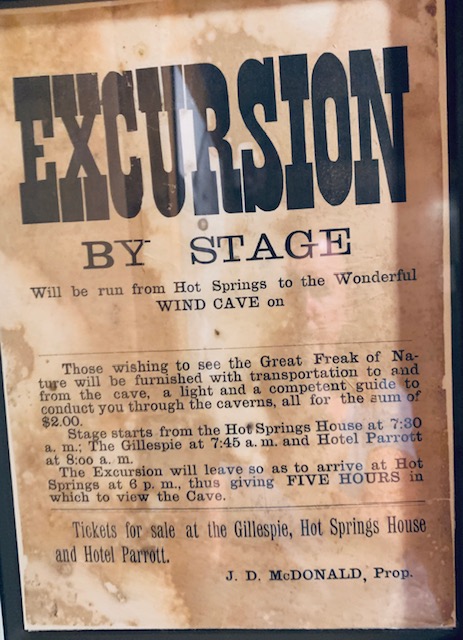 EXCURSION
BY STAGE
Will be run from Hot Springs to the Wonderful
WIND CAVE on
Those wishing to see the Great Freak of Na-
ture will be furnished with transportation to and
from the cave, a light and a competent guide to
conduct you through the caverns, all for the sum of
$2.00.
Stage starts from the Hot Springs House at 7:30
a. m.; The Gillespie at 7:45 a. m. and Hotel Parrott
at 8:00 a. m.
The Excursion will leave so as to arrive at Hot
Springs at 6 p. m., thus giving FIVE HOURS in
which to view the Cave.
Tickets for sale at the Gillespie, Hot Springs House
and Hotel Parrott.
J. D. McDONALD, Prop.